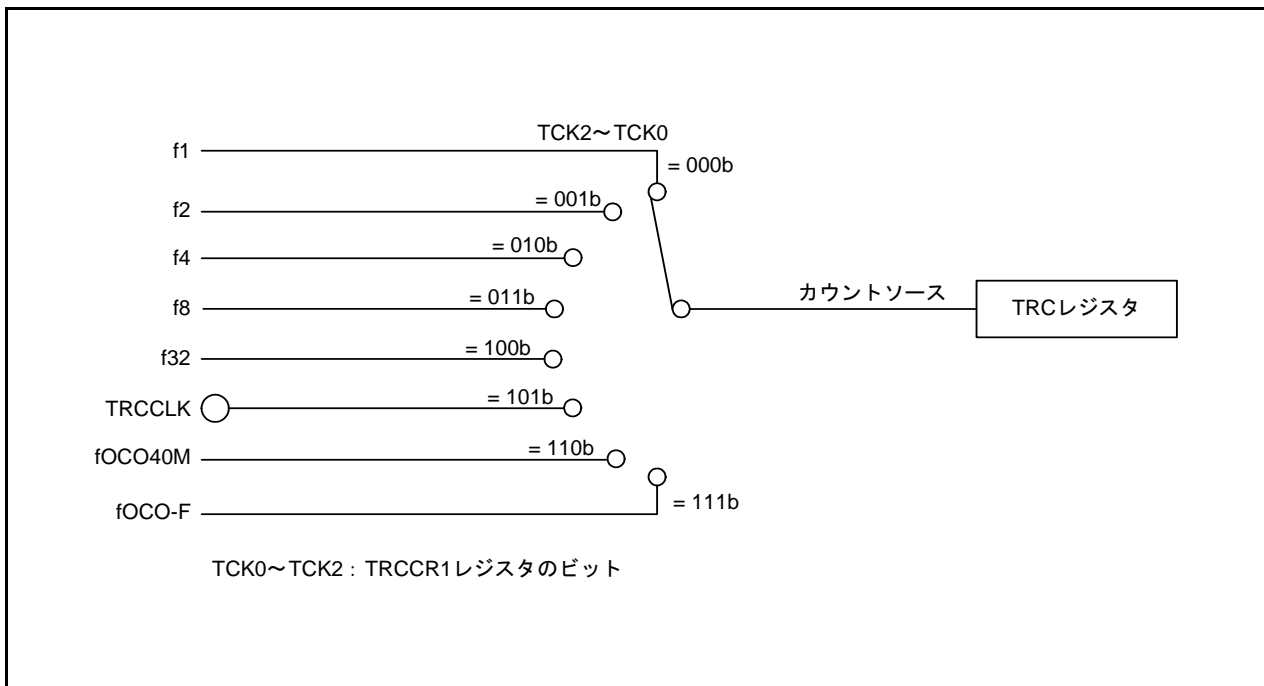 TCK2～TCK0
f1
= 000b
f2
= 001b
f4
= 010b
f8
= 011b
カウントソース
TRCレジスタ
f32
= 100b
TRCCLK
= 101b
fOCO40M
= 110b
fOCO-F
= 111b
TCK0～TCK2 : TRCCR1レジスタのビット